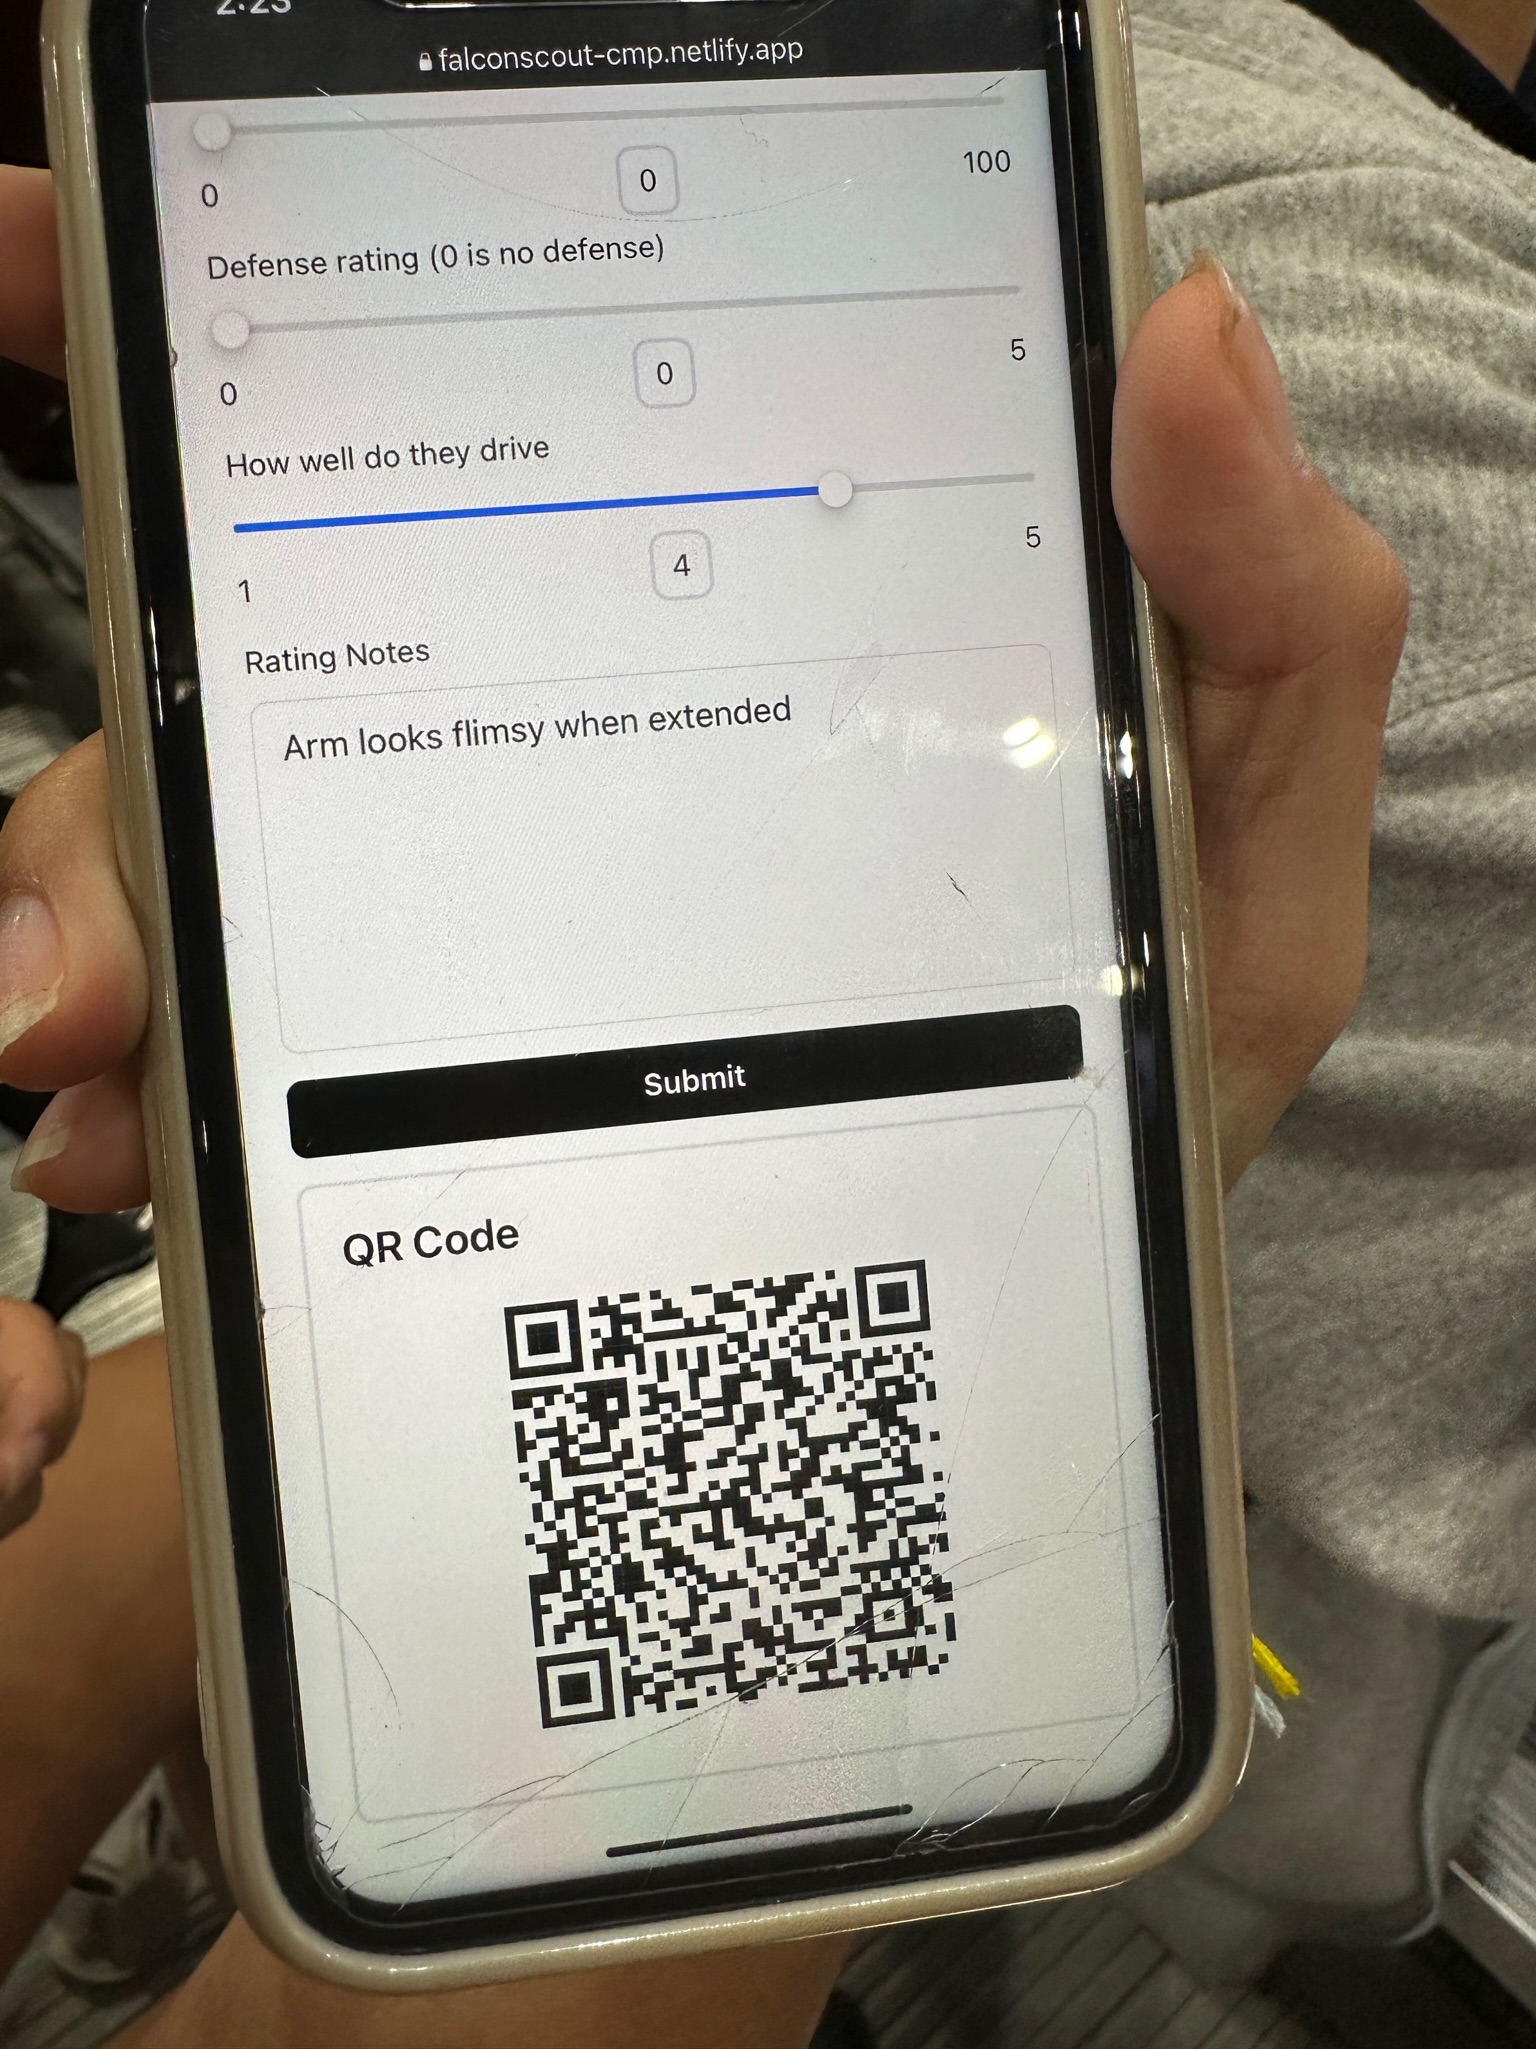 2:23
falconscout-cmp.netlify.app
0 0 100
Defense rating (0 is no defense)
0 0 5
How well do they drive
1 4 5
Rating Notes
Arm looks flimsy when extended
Submit
QR Code